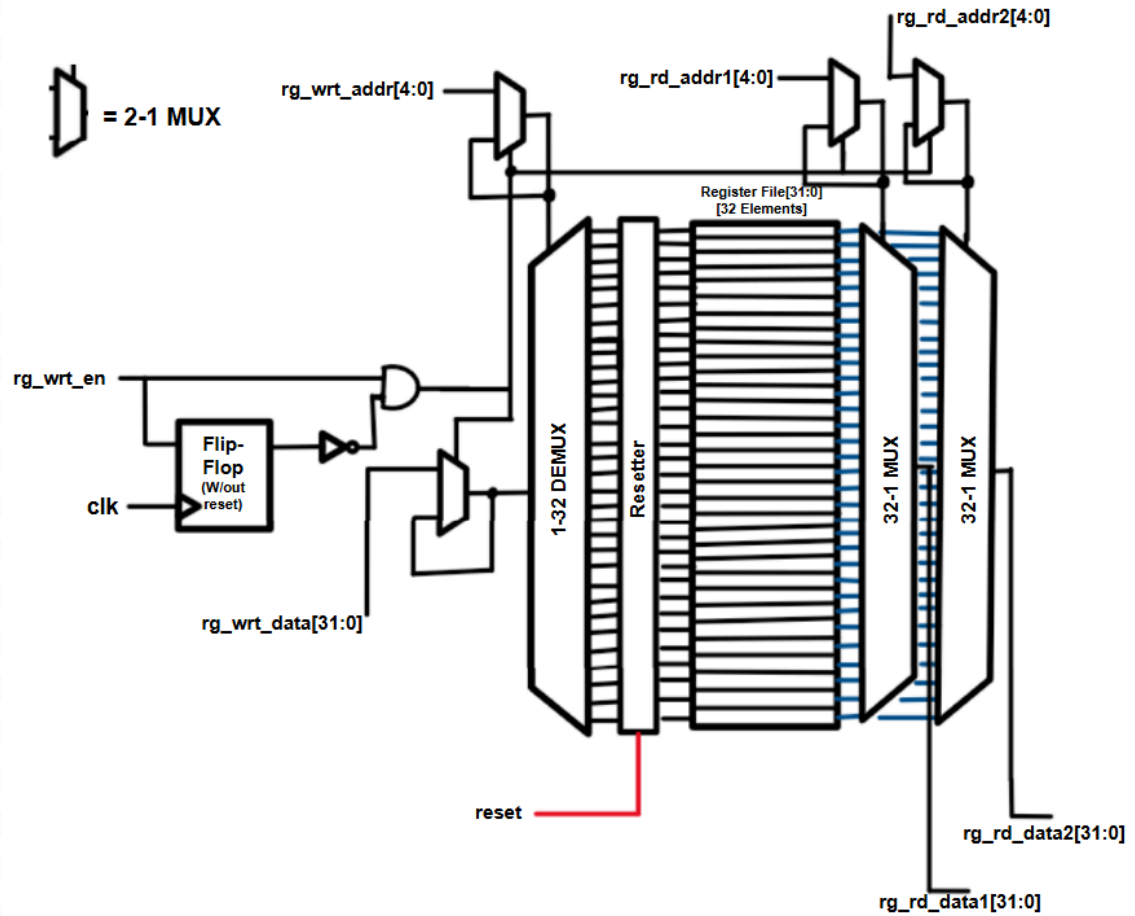 rg_rd_addr2[4:0]
rg_rd_addr1[4:0]
rg_wrt_addr[4:0]
= 2-1 MUX
Register File[31:0]
[32 Elements]
rg_wrt_en
Flip-
Flop
(W/out
reset)
clk
1-32 DEMUX
Resetter
32-1 MUX
32-1 MUX
rg_wrt_data[31:0]
reset
rg_rd_data2[31:0]
rg_rd_data1[31:0]